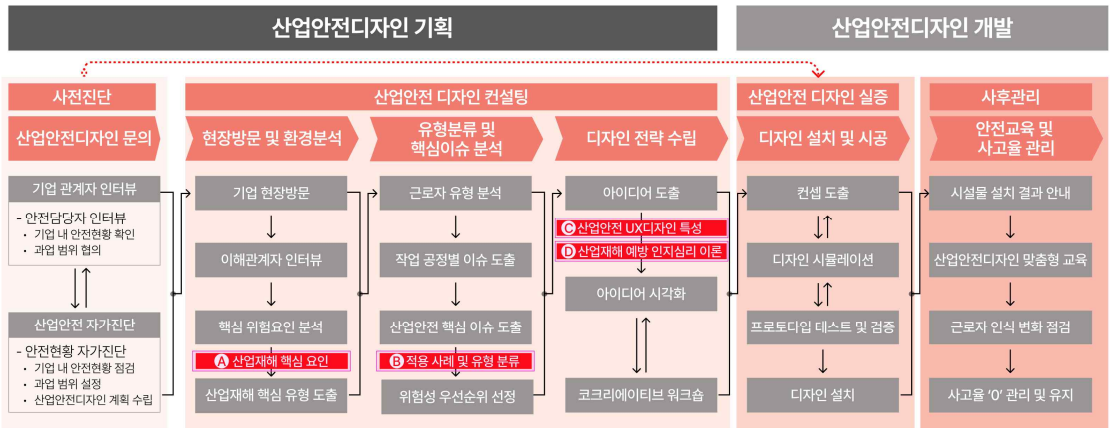 산업안전디자인 기획
산업안전디자인 개발
사전진단
산업안전디자인 문의
기업 관계자 인터뷰
- 안전담당자 인터뷰
• 기업 내 안전현황 확인
• 과업 범위 협의
산업안전 자가진단
- 안전현황 자가진단
• 기업 내 안전현황 점검
• 과업 범위 설정
• 산업안전디자인 계획 수립
산업안전 디자인 컨설팅
현장방문 및 환경분석
기업 현장방문
이해관계자 인터뷰
핵심 위험요인 분석
A 산업재해 핵심 요인
산업재해 핵심 유형 도출
유형분류 및
핵심이슈 분석
근로자 유형 분석
작업 공정별 이슈 도출
산업안전 핵심 이슈 도출
B 적용 사례 및 유형 분류
위험성 우선순위 선정
디자인 전략 수립
아이디어 도출
C 산업안전 UX디자인 특성
D 산업재해 예방 인지심리 이론
아이디어 시각화
코크리에이티브 워크숍
산업안전 디자인 실증
디자인 설치 및 시공
컨셉 도출
디자인 시뮬레이션
프로토다입 데스트 및 검증
디자인 설치
사후관리
안전교육 및
사고율 관리
시설물 설치 결과 안내
산업안전디자인 맞춤형 교육
근로자 인식 변화 점검
사고율 ‘0’ 관리 및 유지